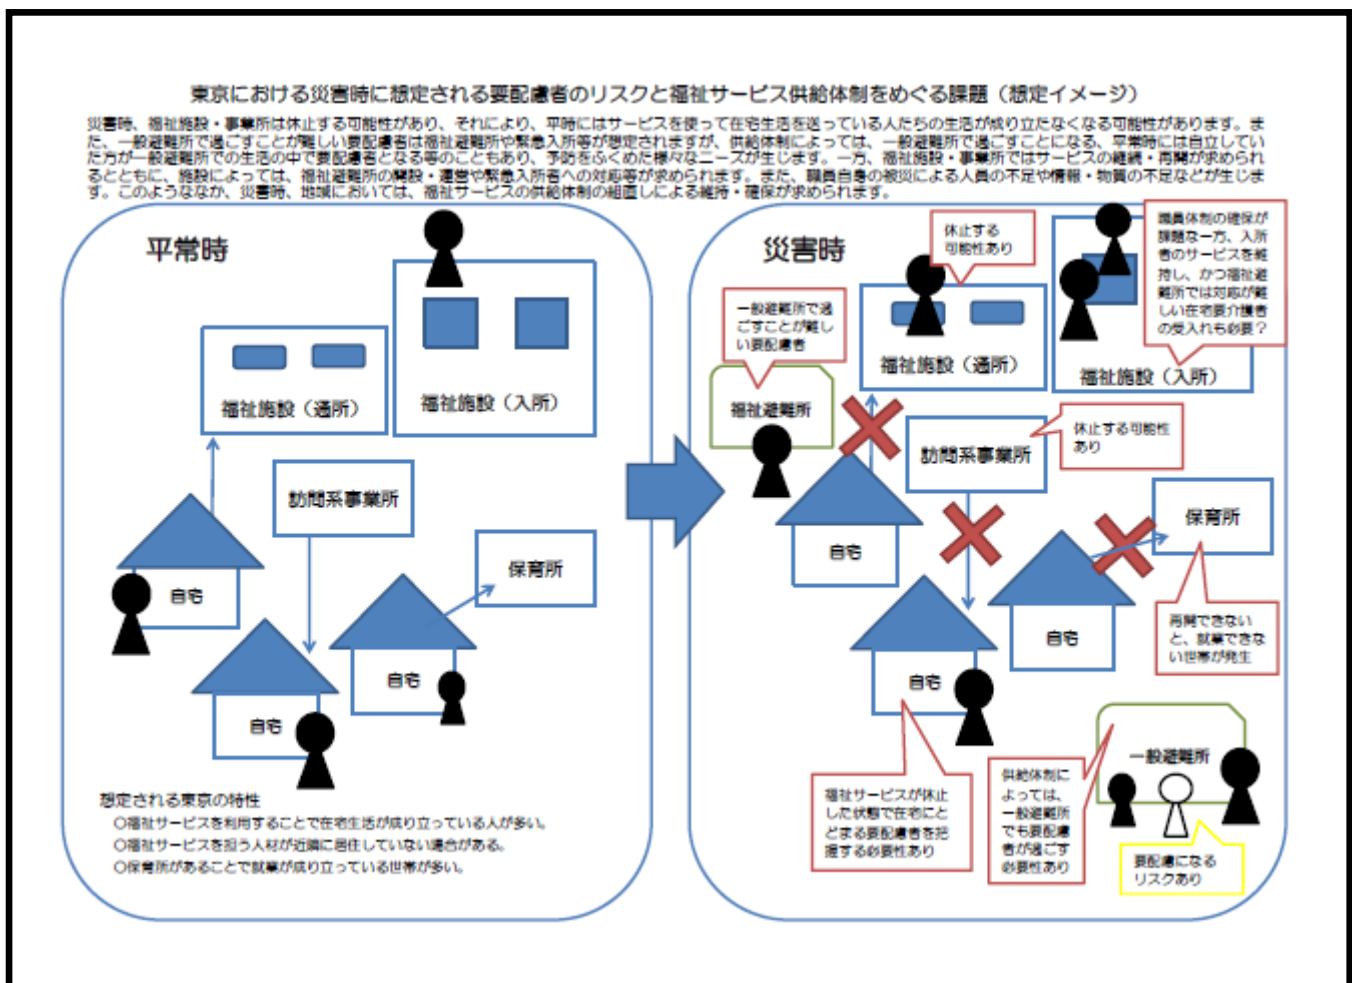 東京における災害時に想定される要配慮者のリスクと福祉サービス供給体制をめぐる課題（想定イメージ）
災害時、福祉施設・事業所は休止する可能性があり、それにより、平時にはサービスを使って在宅生活を送っている人たちの生活が成り立たなくなる可能性があります。ま
た、一般避難所で過ごすことが難しい要配慮者は福祉避難所や緊急入所等が想定されますが、供給体制によっては、一般避難所で過ごすことになる、平常時には自立してい
た方が一般避難所での生活の中で要配慮者となる等のこともあり、予防をふくめた様々なニーズが生じます。一方、福祉施設・事業所ではサービスの継続・再開が求められ
るとともに、施設によっては、福祉避難所の開設・運営や緊急入所者への対応等が求められます。また、職員自身の被災による人員の不足や情報・物資の不足などが生じま
す。このようななか、災害時、地域においては、福祉サービスの供給体制の組直しによる維持・確保が求められます。
平常時
福祉施設（通所）
福祉施設（入所）
訪問系事業所
保育所
自宅
自宅
自宅
想定される東京の特性
○福祉サービスを利用することで在宅生活が成り立っている人が多い。
○福祉サービスを担う人材が近隣に居住していない場合がある。
○保育所があることで就業が成り立っている世帯が多い。
災害時
休止する
可能性あり
職員体制の確保が
課題な一方、入所
者のサービスを維
持し、かつ福祉避
難所では対応が難
しい在宅要介護者
の受入れも必要？
一般避難所で過
ごすことが難し
い要配慮者
福祉施設（通所）
福祉施設（入所）
福祉避難所
訪問系事業所
休止する可能性
あり
保育所
自宅
自宅
自宅
再開できない
と、就業できな
い世帯が発生
一般避難所
福祉サービスが休止
した状態で在宅にと
どまる要配慮者を把
握する必要性あり
供給体制に
よっては、
一般避難所
でも要配慮
者が過ごす
必要性あり
要配慮になる
リスクあり